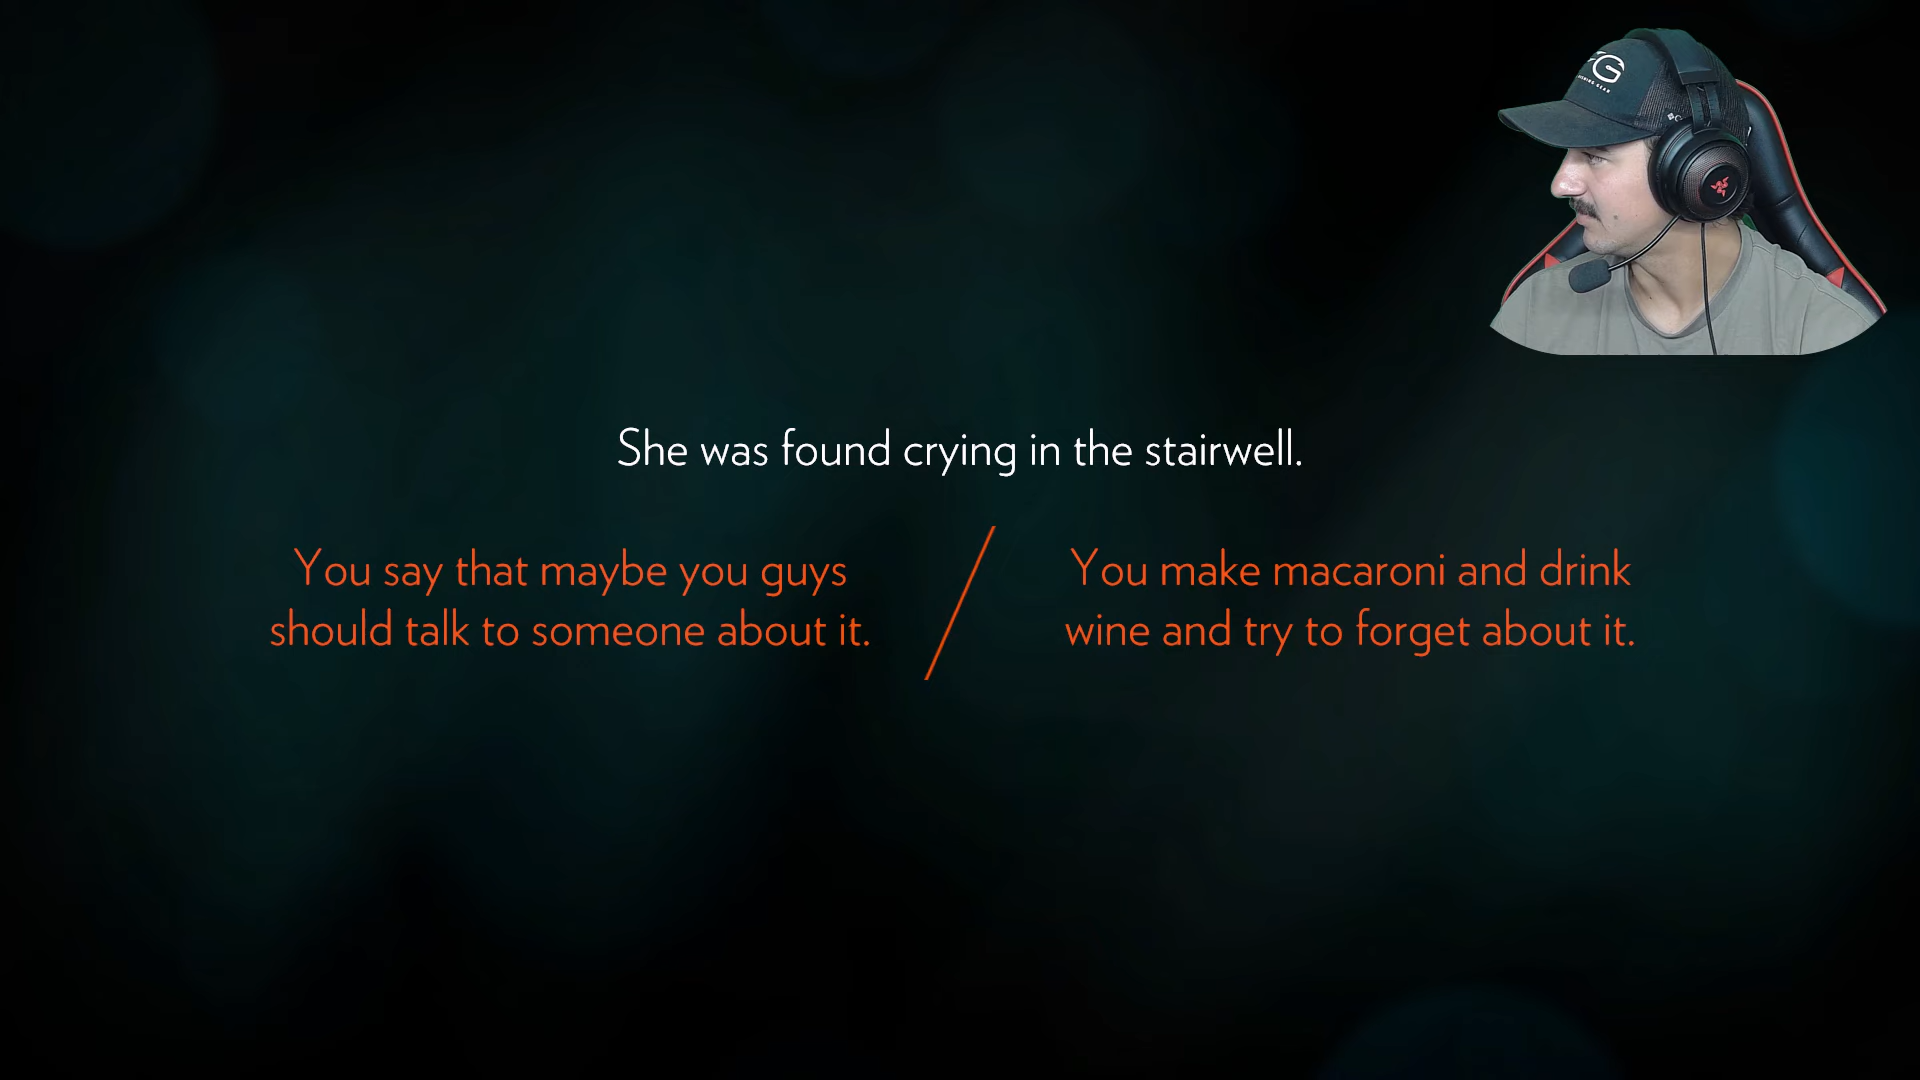 She was found crying in the stairwell.
You say that maybe you guys
should talk to someone about it.
You make macaroni and drink
wine and try to forget about it.